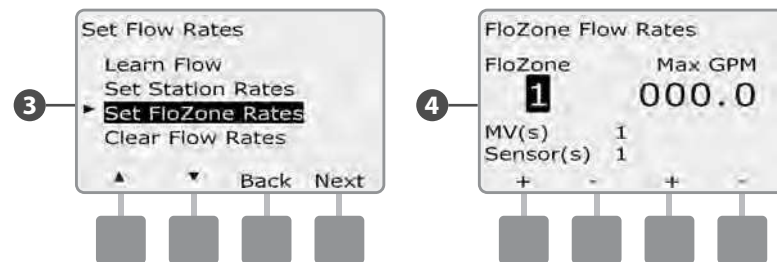 3
Set Flow Rates
Learn Flow
Set Station Rates
Set FloZone Rates
Clear Flow Rates
Back Next
4
FloZone Flow Rates
FloZone Max GPM
1 000.0
MV(s) 1
Sensor(s) 1
+ - + -